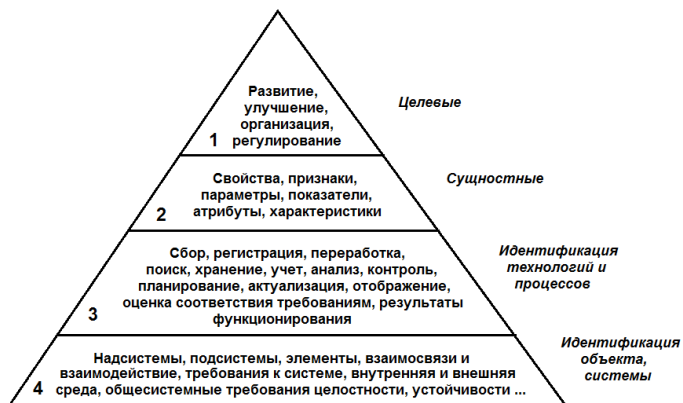 Развитие,
улучшение,
организация,
регулирование
1
Целевые
Свойства, признаки,
параметры, показатели,
атрибуты, характеристики
2
Сущностные
Сбор, регистрация, переработка,
поиск, хранение, учет, анализ, контроль,
планирование, актуализация, отображение,
оценка соответствия требованиям, результаты
функционирования
3
Идентификация
технологий и
процессов
Надсистемы, подсистемы, элементы, взаимосвязи и
взаимодействие, требования к системе, внутренняя и внешняя
среда, общесистемные требования целостности, устойчивости ...
4
Идентификация
объекта,
системы